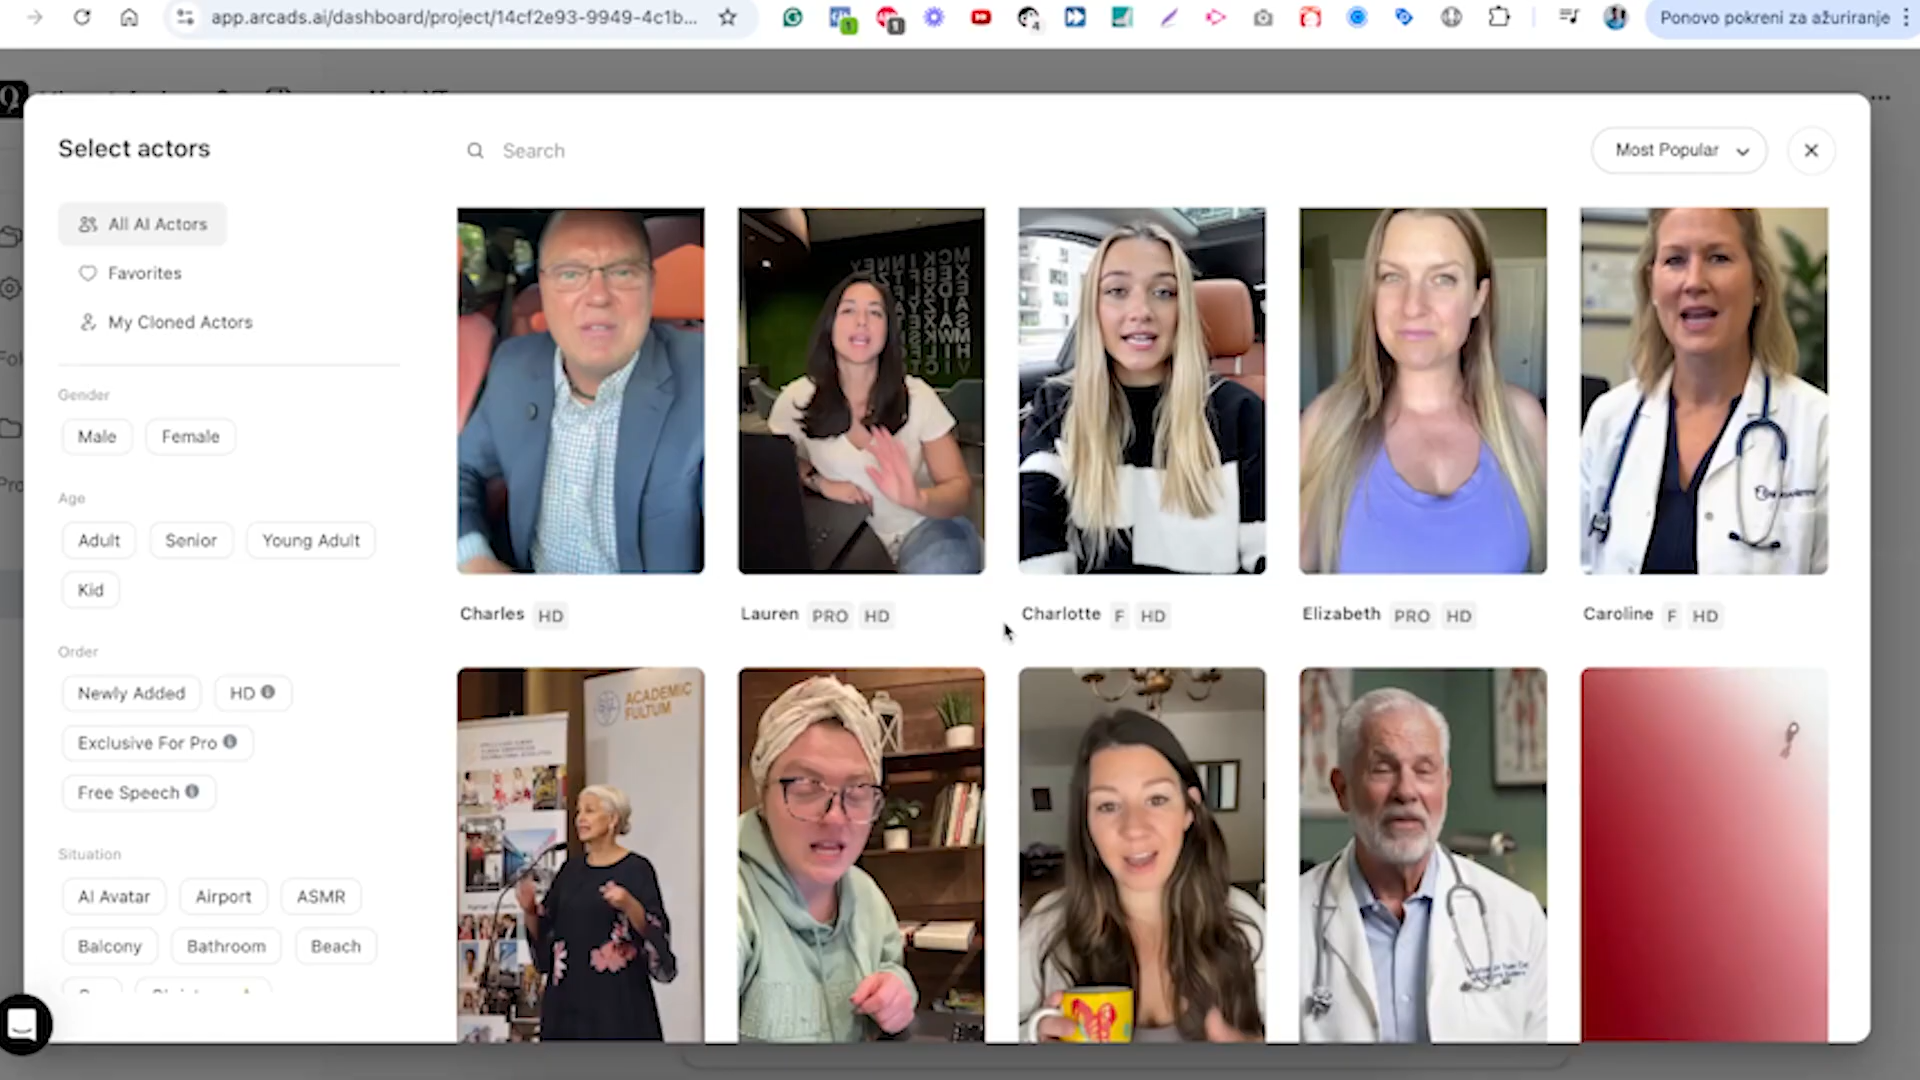 app.arcads.ai/dashboard/project/14cf2e93-9949-4c1b...
1
1
4
Ponovo pokreni za ažuriranje
Select actors
Search
Most Popular
All AI Actors
Favorites
My Cloned Actors
Gender
Male
Female
Age
Adult
Senior
Young Adult
Kid
Order
Newly Added
HD
Exclusive For Pro
Free Speech
Situation
AI Avatar
Airport
ASMR
Balcony
Bathroom
Beach
Charles HD
Lauren PRO HD
Charlotte F HD
Elizabeth PRO HD
Caroline F HD
ACADEMIC
FULTUM